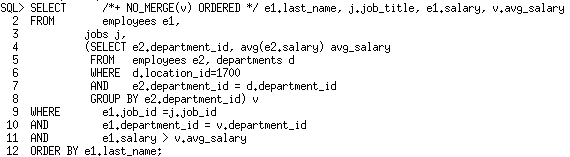 SQL> SELECT /*+ NO_MERGE(v) ORDERED */ e1.last_name, j.job_title, e1.salary, v.avg_salary
2 FROM employees e1,
3 jobs j,
4 (SELECT e2.department_id, avg(e2.salary) avg_salary
5 FROM employees e2, departments d
6 WHERE d.location_id=1700
7 AND e2.department_id = d.department_id
8 GROUP BY e2.department_id) v
9 WHERE e1.job_id =j.job_id
10 AND e1.department_id = v.department_id
11 AND e1.salary > v.avg_salary
12 ORDER BY e1.last_name;